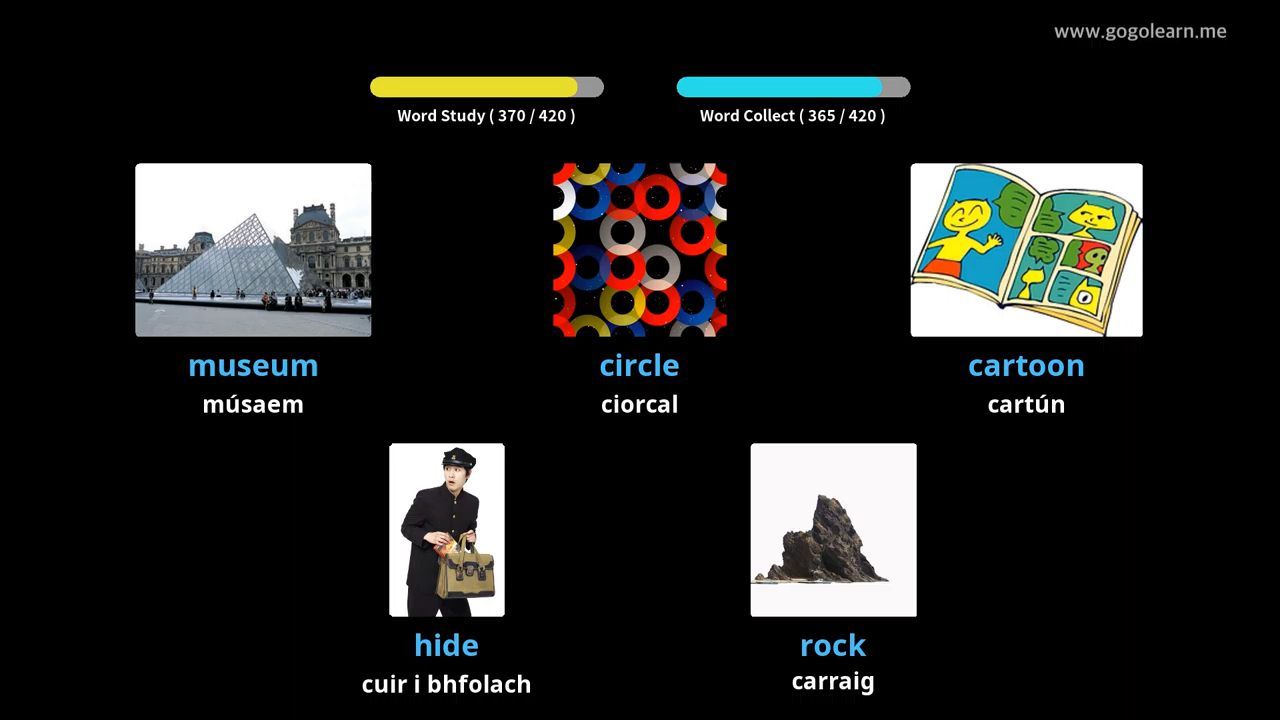 www.gogolearn.me
Word Study ( 370 / 420 )
Word Collect ( 365 / 420 )
museum
músaem
circle
ciorcal
cartoon
cartún
hide
cuir i bhfolach
rock
carraig